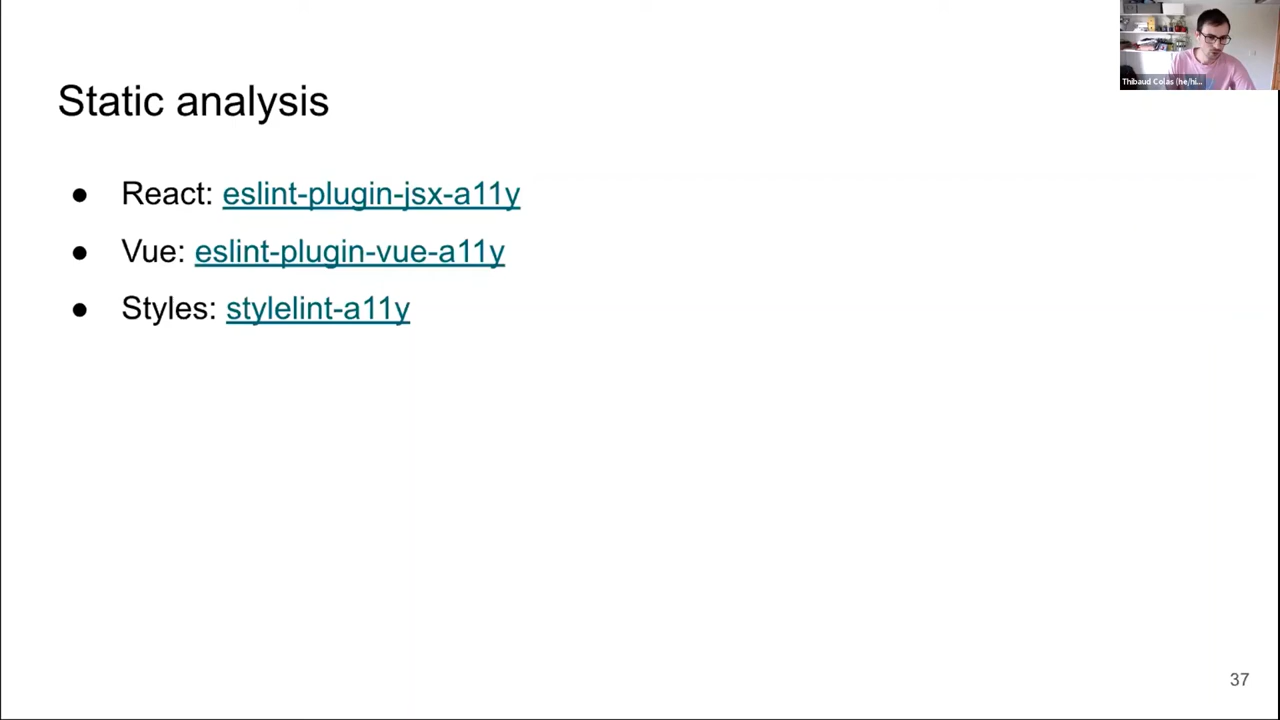 Static analysis
● React: eslint-plugin-jsx-a11y
● Vue: eslint-plugin-vue-a11y
● Styles: stylelint-a11y
Thibaud Colas (he/hi...
37